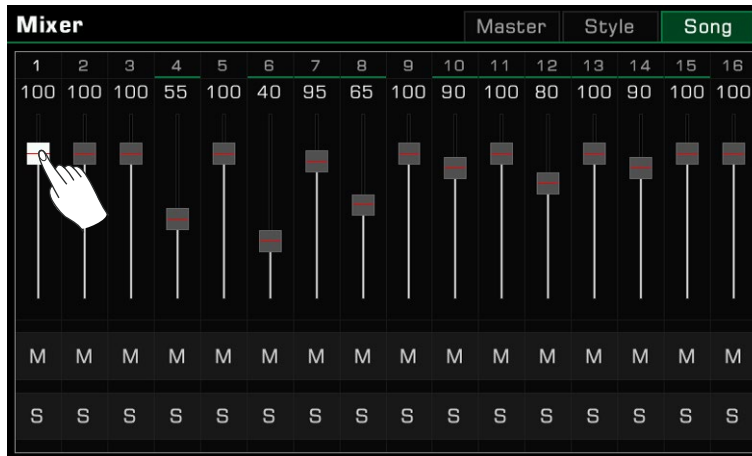 Mixer Master Style Song
1 2 3 4 5 6 7 8 9 10 11 12 13 14 15 16
100 100 100 55 100 40 95 65 100 90 100 80 100 90 100 100
M M M M M M M M M M M M M M M M
S S S S S S S S S S S S S S S S